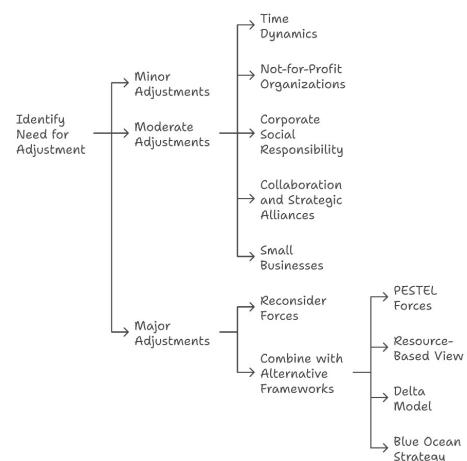 Identify
Need for
Adjustment
Minor
Adjustments
Moderate
Adjustments
Time
Dynamics
Not-for-Profit
Organizations
Corporate
Social
Responsibility
Collaboration
and Strategic
Alliances
Small
Businesses
Major
Adjustments
Reconsider
Forces
Combine with
Alternative
Frameworks
PESTEL
Forces
Resource-
Based View
Delta
Model
Blue Ocean
Strategy